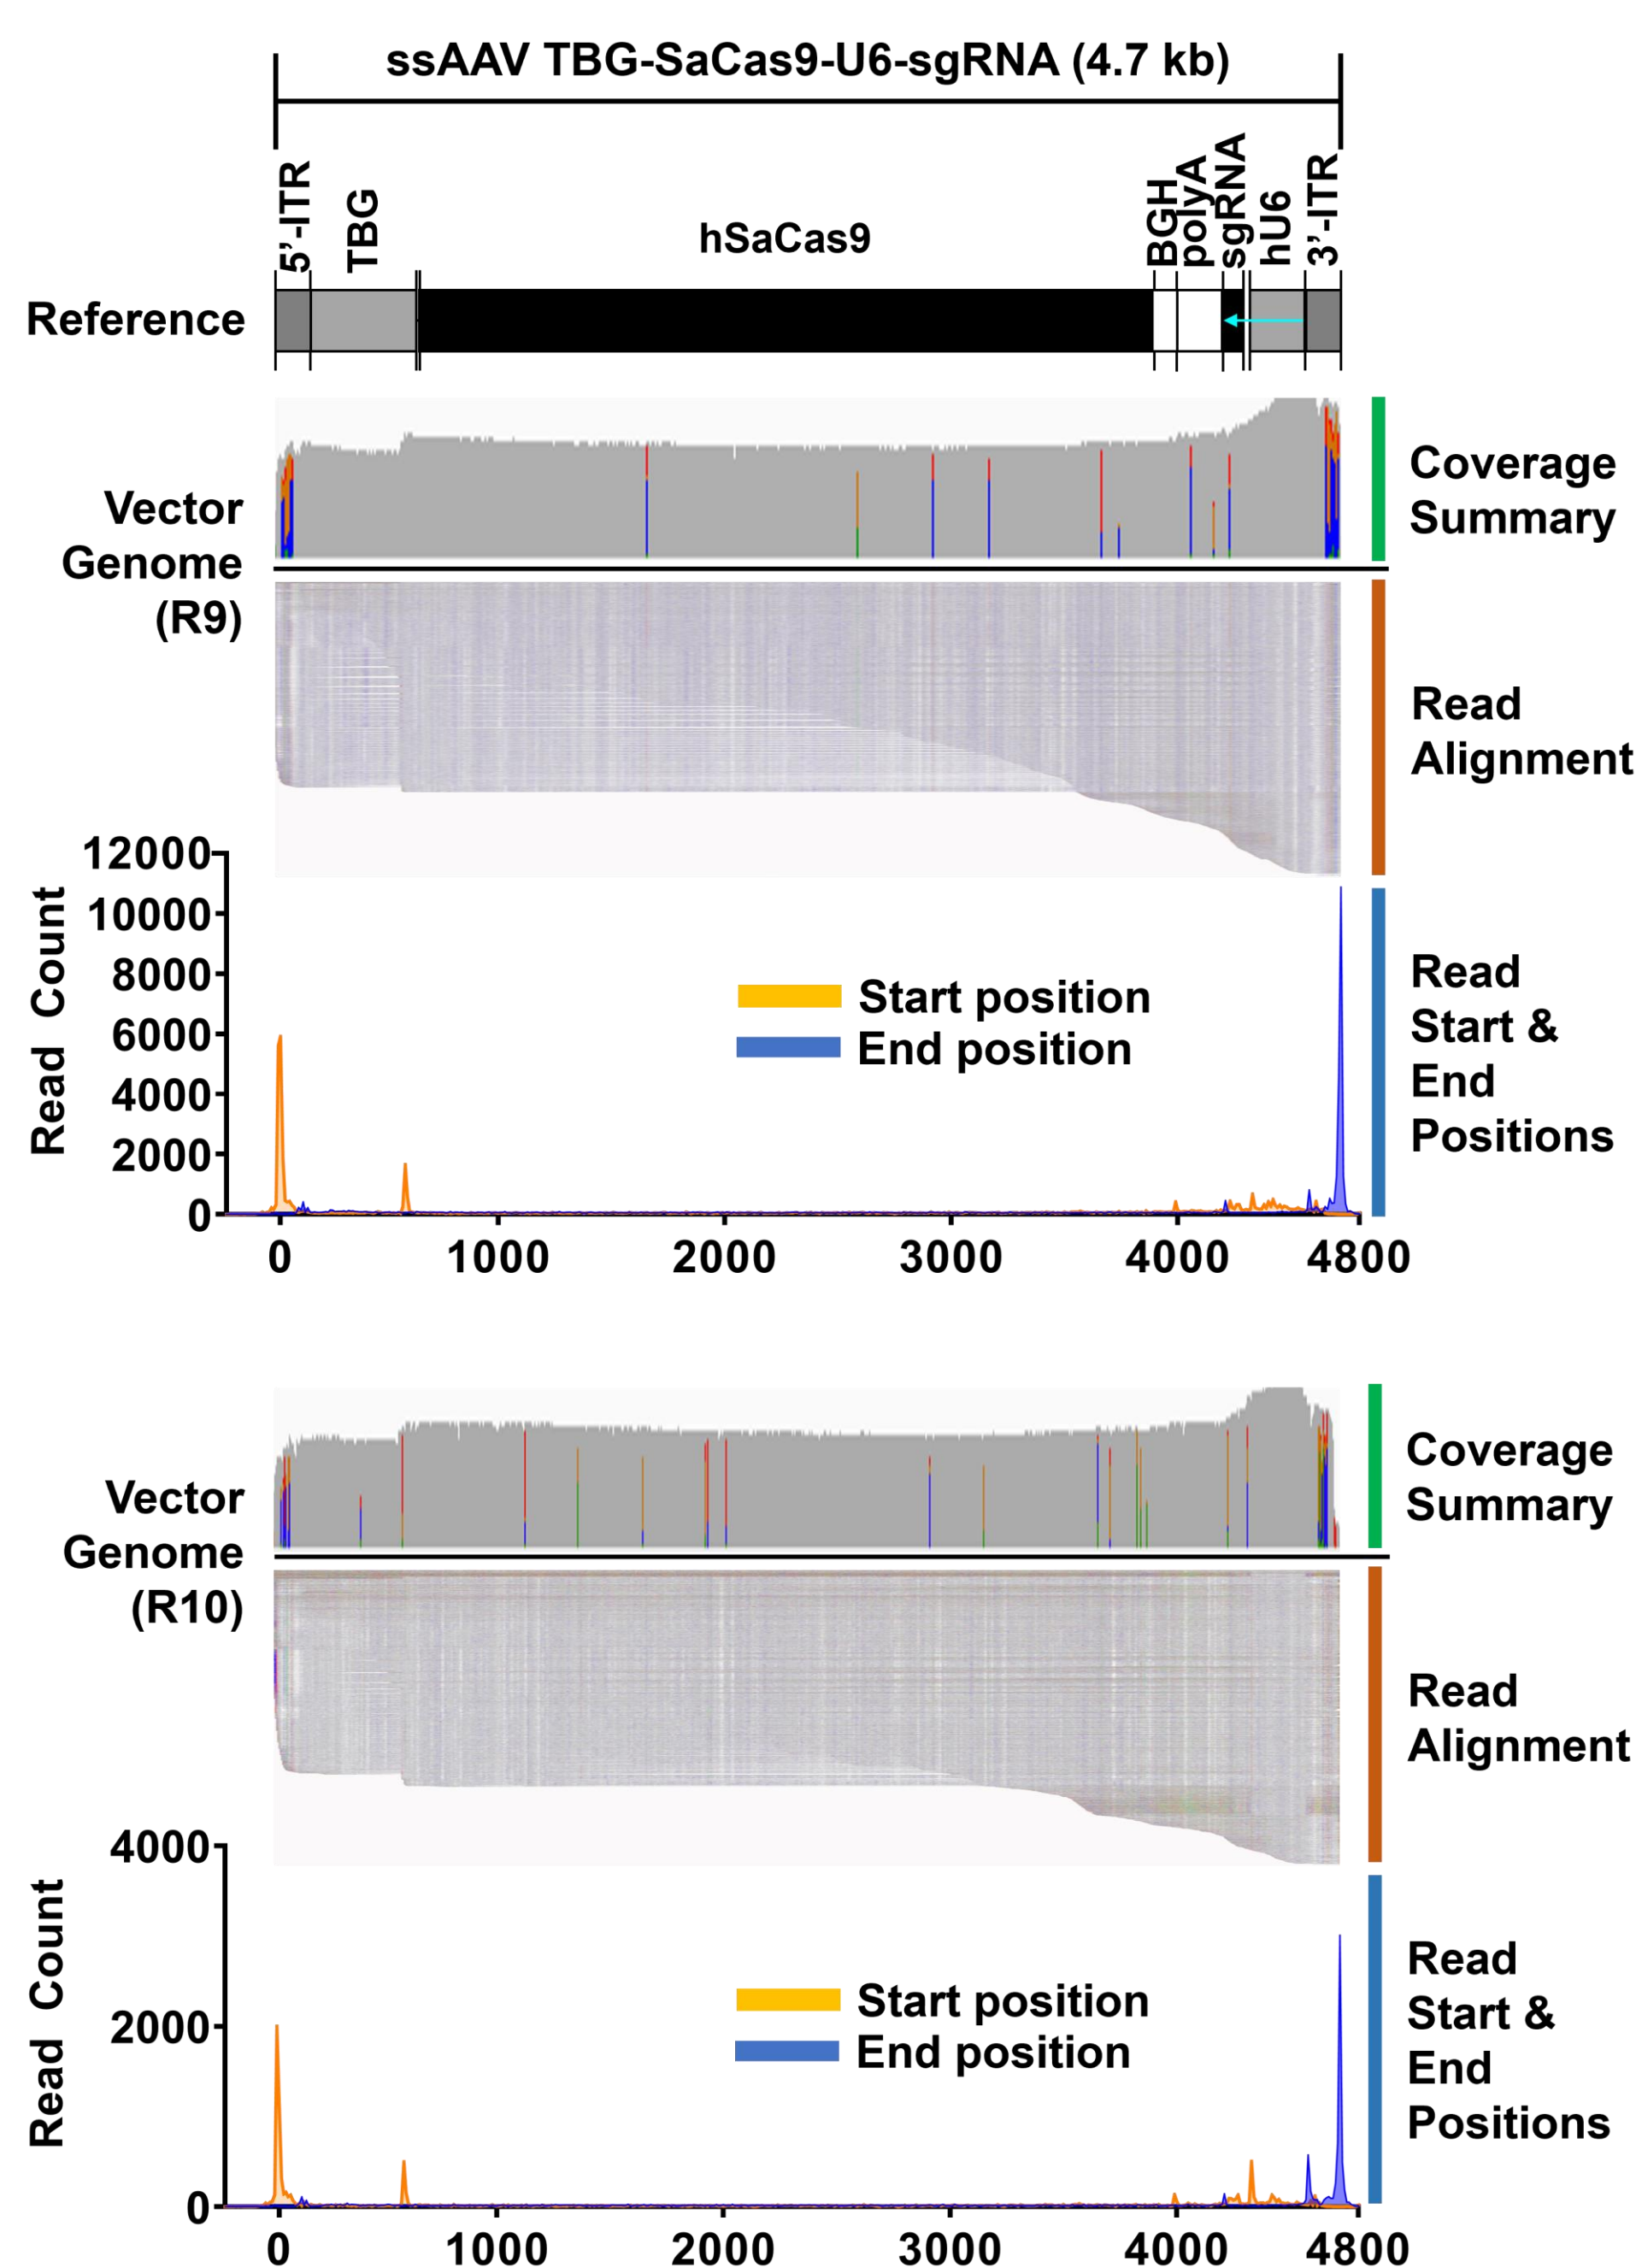 ssAAV TBG-SaCas9-U6-sgRNA (4.7 kb)
5’-ITR
TBG
hSaCas9
BGH
polyA
sgRNA
hU6
3’-ITR
Reference
Vector
Genome
(R9)
Coverage
Summary
Read
Alignment
Read Count
12000
10000
8000
6000
4000
2000
0
Start position
End position
Read
Start &
End
Positions
0 1000 2000 3000 4000 4800
Vector
Genome
(R10)
Coverage
Summary
Read
Alignment
Read Count
4000
2000
0
Start position
End position
Read
Start &
End
Positions
0 1000 2000 3000 4000 4800